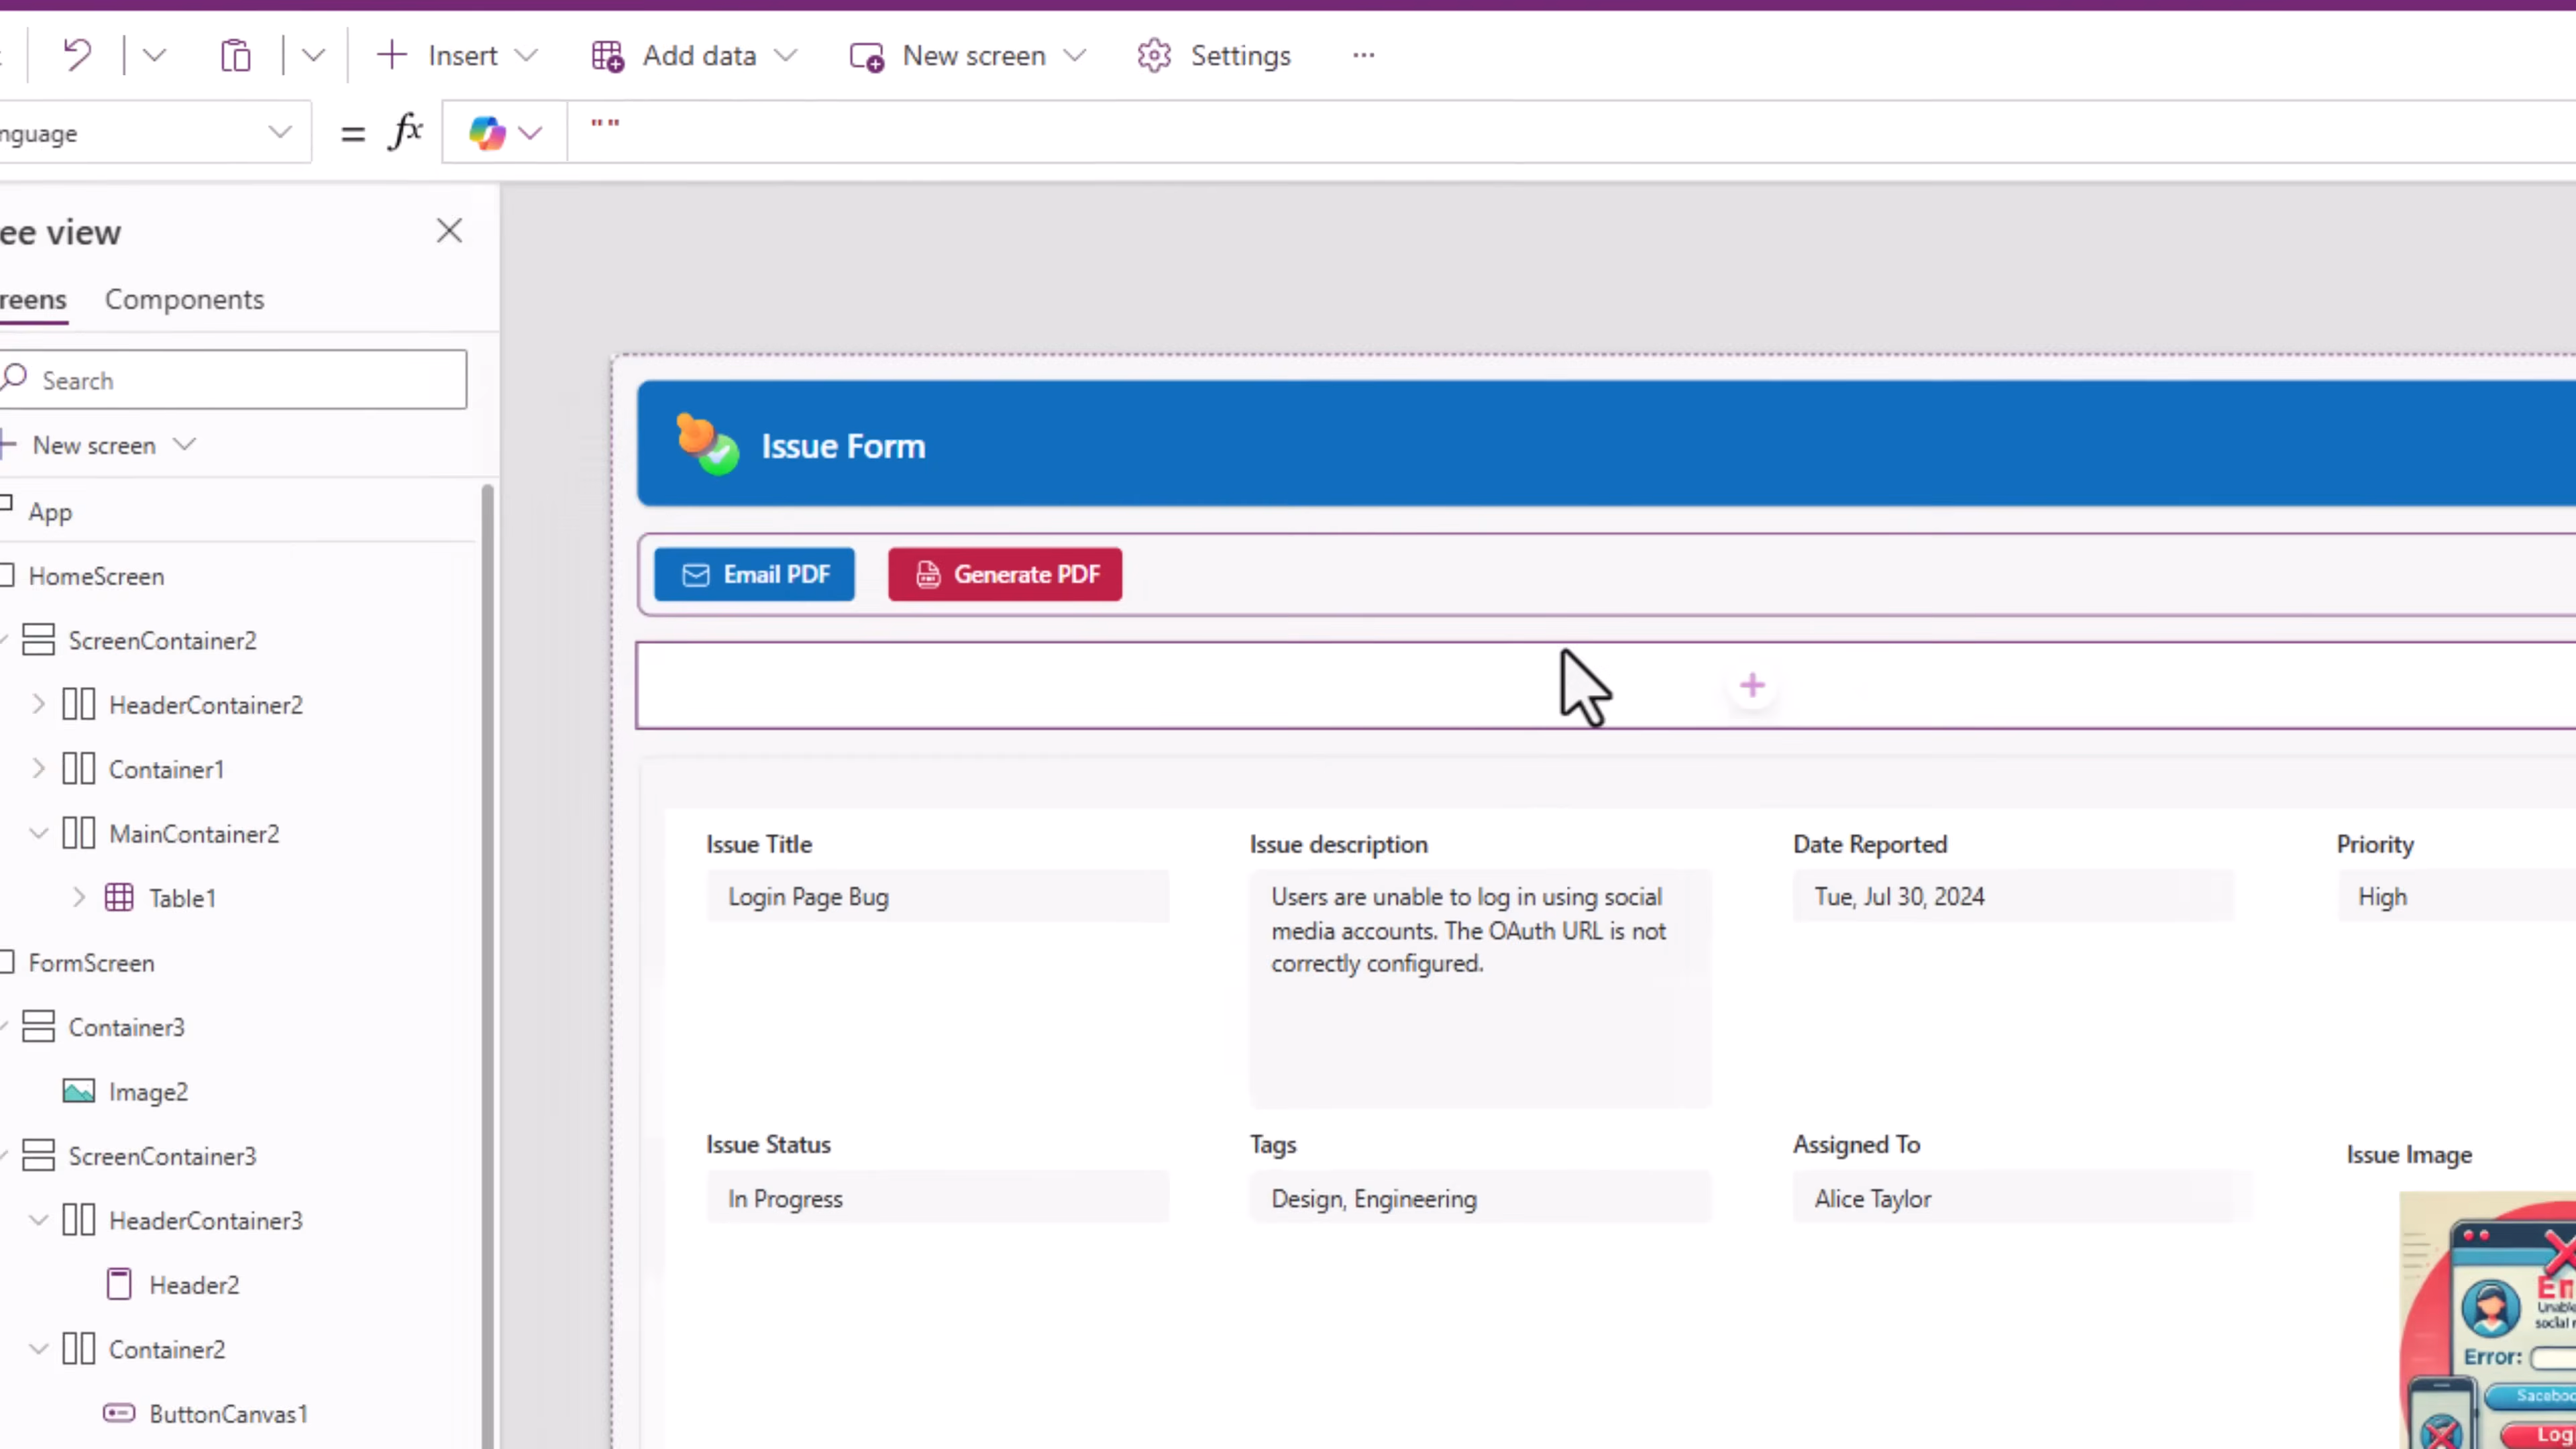 Insert
Add data
New screen
Settings
nguage
= fx
""
ee view
reens Components
Search
New screen
App
HomeScreen
ScreenContainer2
HeaderContainer2
Container1
MainContainer2
Table1
FormScreen
Container3
Image2
ScreenContainer3
HeaderContainer3
Header2
Container2
ButtonCanvas1
Issue Form
Email PDF
Generate PDF
Issue Title
Login Page Bug
Issue description
Users are unable to log in using social
media accounts. The OAuth URL is not
correctly configured.
Date Reported
Tue, Jul 30, 2024
Priority
High
Issue Status
In Progress
Tags
Design, Engineering
Assigned To
Alice Taylor
Issue Image
Unable
social
Error:
Log